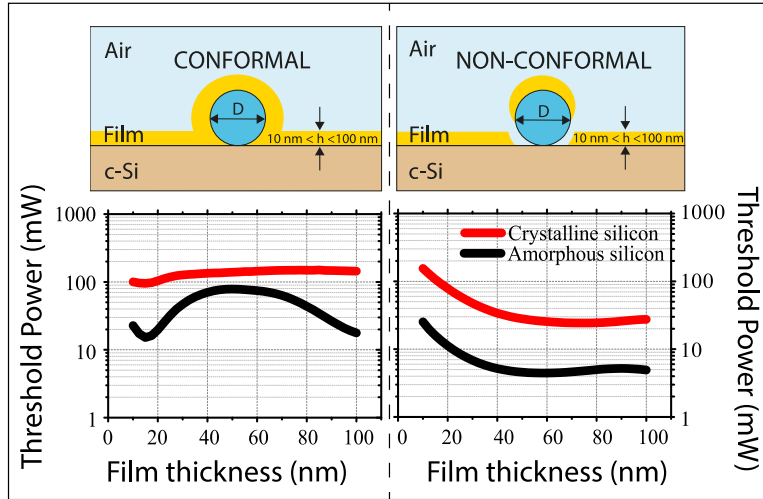 Air
CONFORMAL
D
Film
10 nm < h <100 nm
c-Si
Air
NON-CONFORMAL
D
Film
10 nm < h <100 nm
c-Si
Threshold Power (mW)
1000
100
10
1
0 20 40 60 80 100
Film thickness (nm)
Crystalline silicon
Amorphous silicon
1000
100
10
1
0 20 40 60 80 100
Film thickness (nm)
Threshold Power (mW)